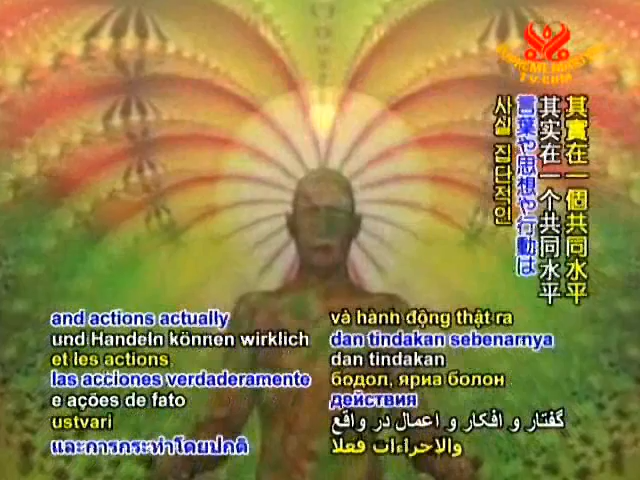 SUPREME MASTER
TV.COM
其實在一個共同水平
其实在一个共同水平
言葉や思想や行動は
사실 집단적인
and actions actually
und Handeln können wirklich
et les actions,
las acciones verdaderamente
e ações de fato
ustvari
และการกระทำโดยปกติ
và hành động thật ra
dan tindakan sebenarnya
dan tindakan
бодол, яриа болон
действия
گفتار و افکار و اعمال در واقع
والإجراءات فعلا